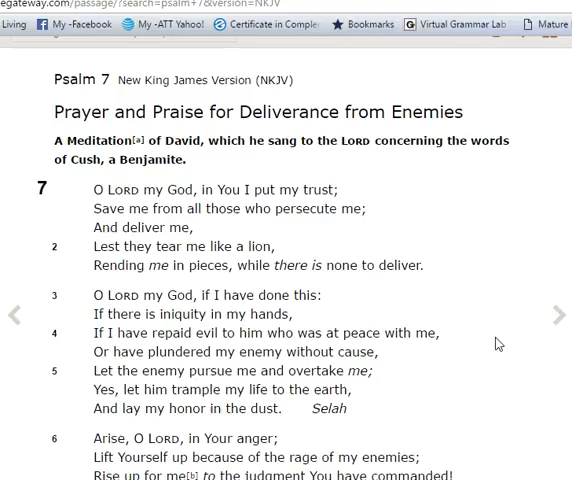 egateway.com/passage/?search=psalm+7&version=NKJV
Living My -Facebook My -ATT Yahoo! Certificate in Compler Bookmarks Virtual Grammar Lab Mature
Psalm 7 New King James Version (NKJV)
Prayer and Praise for Deliverance from Enemies
A Meditation[a] of David, which he sang to the LORD concerning the words
of Cush, a Benjamite.
7 O LORD my God, in You I put my trust;
Save me from all those who persecute me;
And deliver me,
2 Lest they tear me like a lion,
Rending me in pieces, while there is none to deliver.
3 O LORD my God, if I have done this:
If there is iniquity in my hands,
4 If I have repaid evil to him who was at peace with me,
Or have plundered my enemy without cause,
5 Let the enemy pursue me and overtake me;
Yes, let him trample my life to the earth,
And lay my honor in the dust. Selah
6 Arise, O LORD, in Your anger;
Lift Yourself up because of the rage of my enemies;
Rise up for me[b] to the judgment You have commanded!